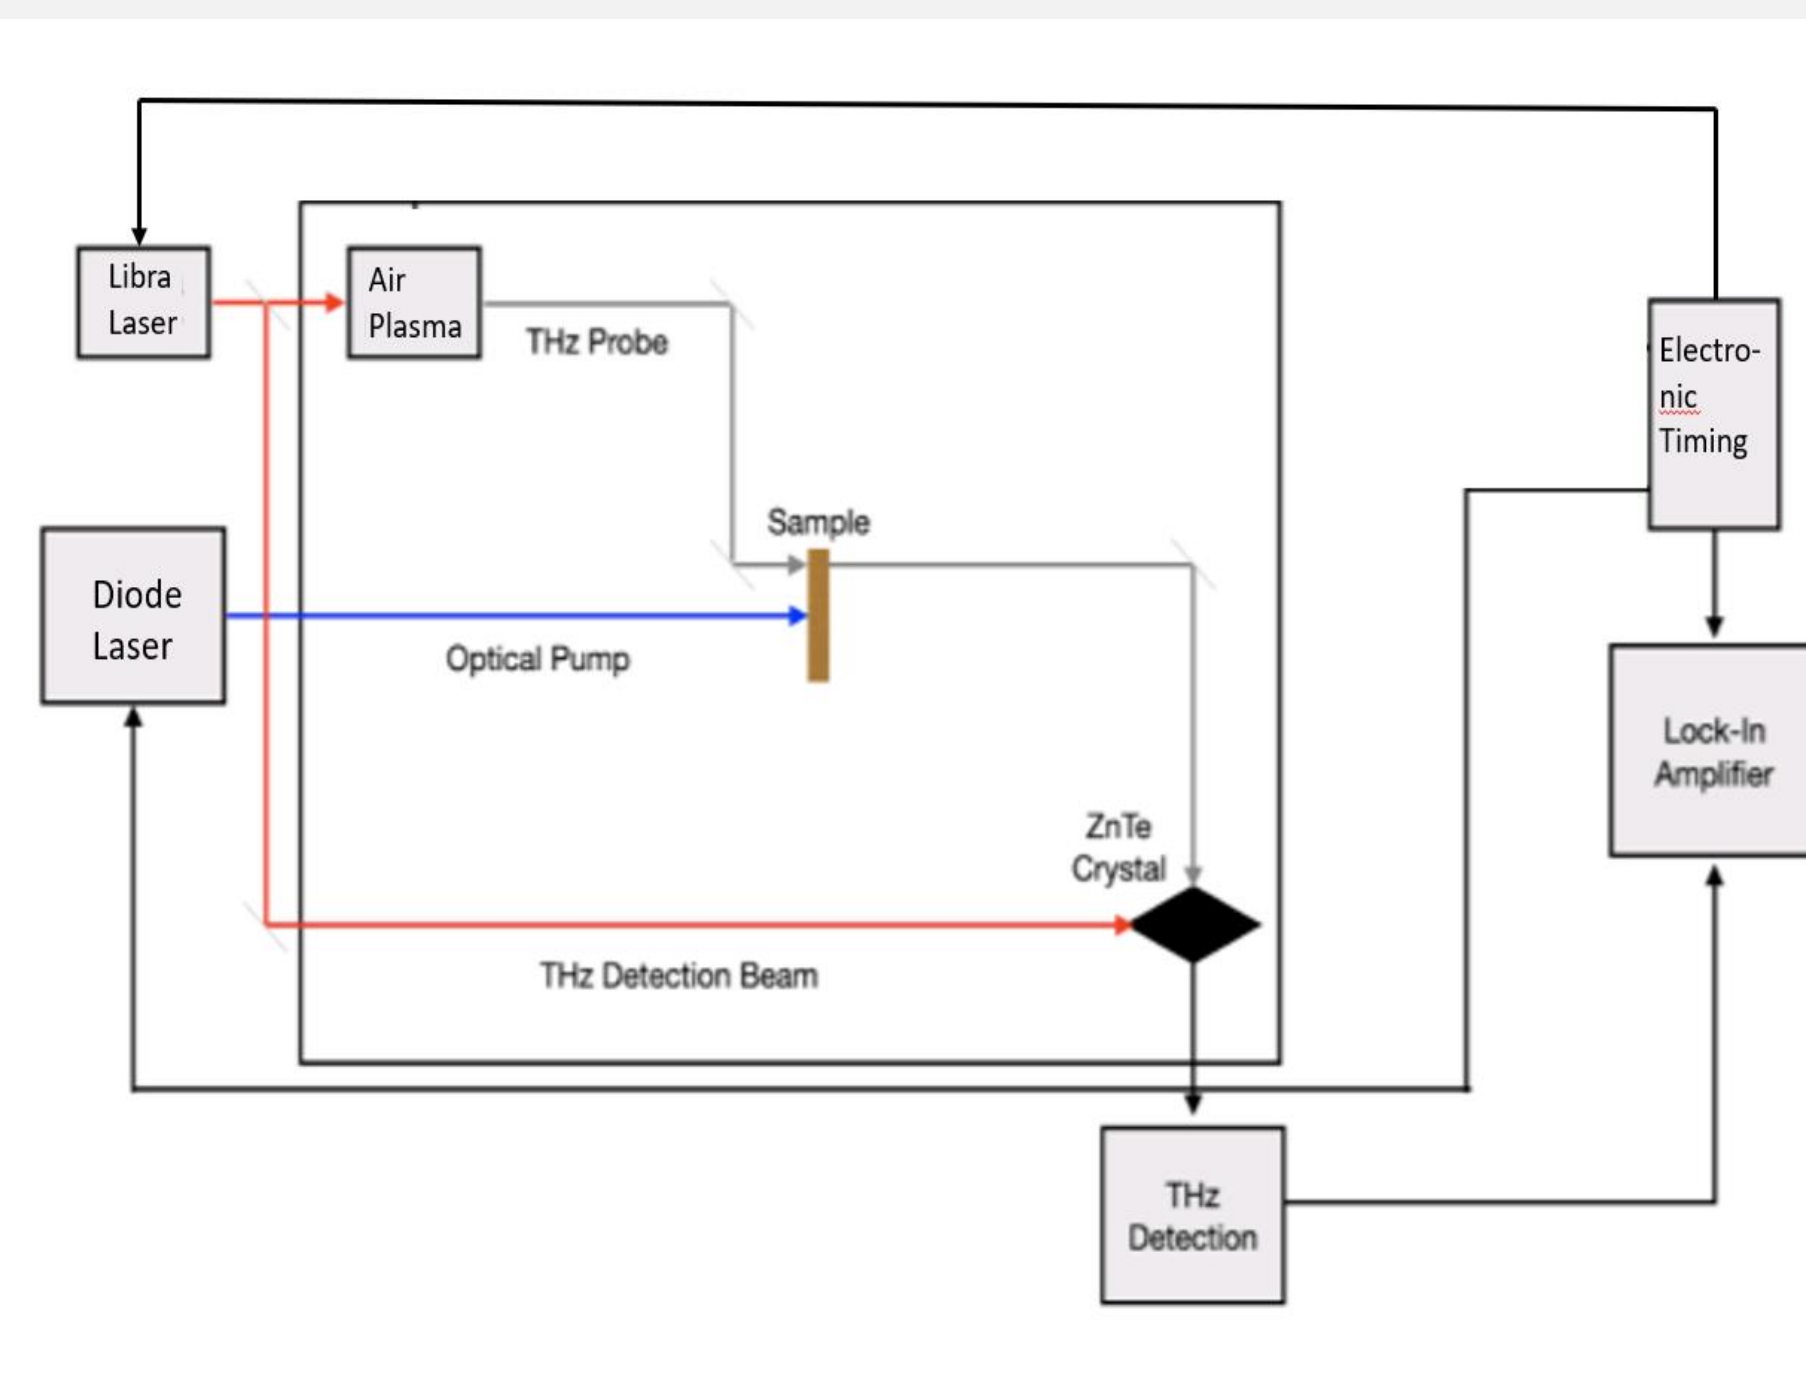 Libra
Laser
Air
Plasma
THz Probe
Electro-
nic
Timing
Sample
Diode
Laser
Optical Pump
Lock-In
Amplifier
ZnTe
Crystal
THz Detection Beam
THz
Detection